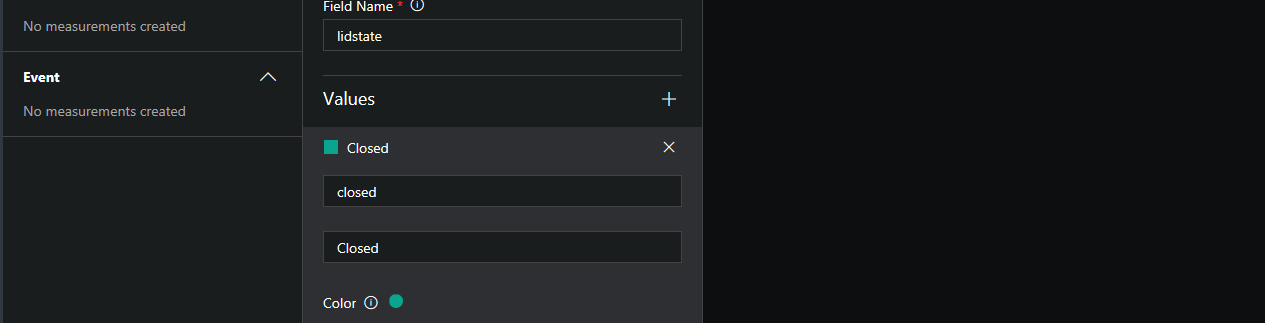 No measurements created
Event
No measurements created
Field Name *
lidstate
Values
Closed
closed
Closed
Color